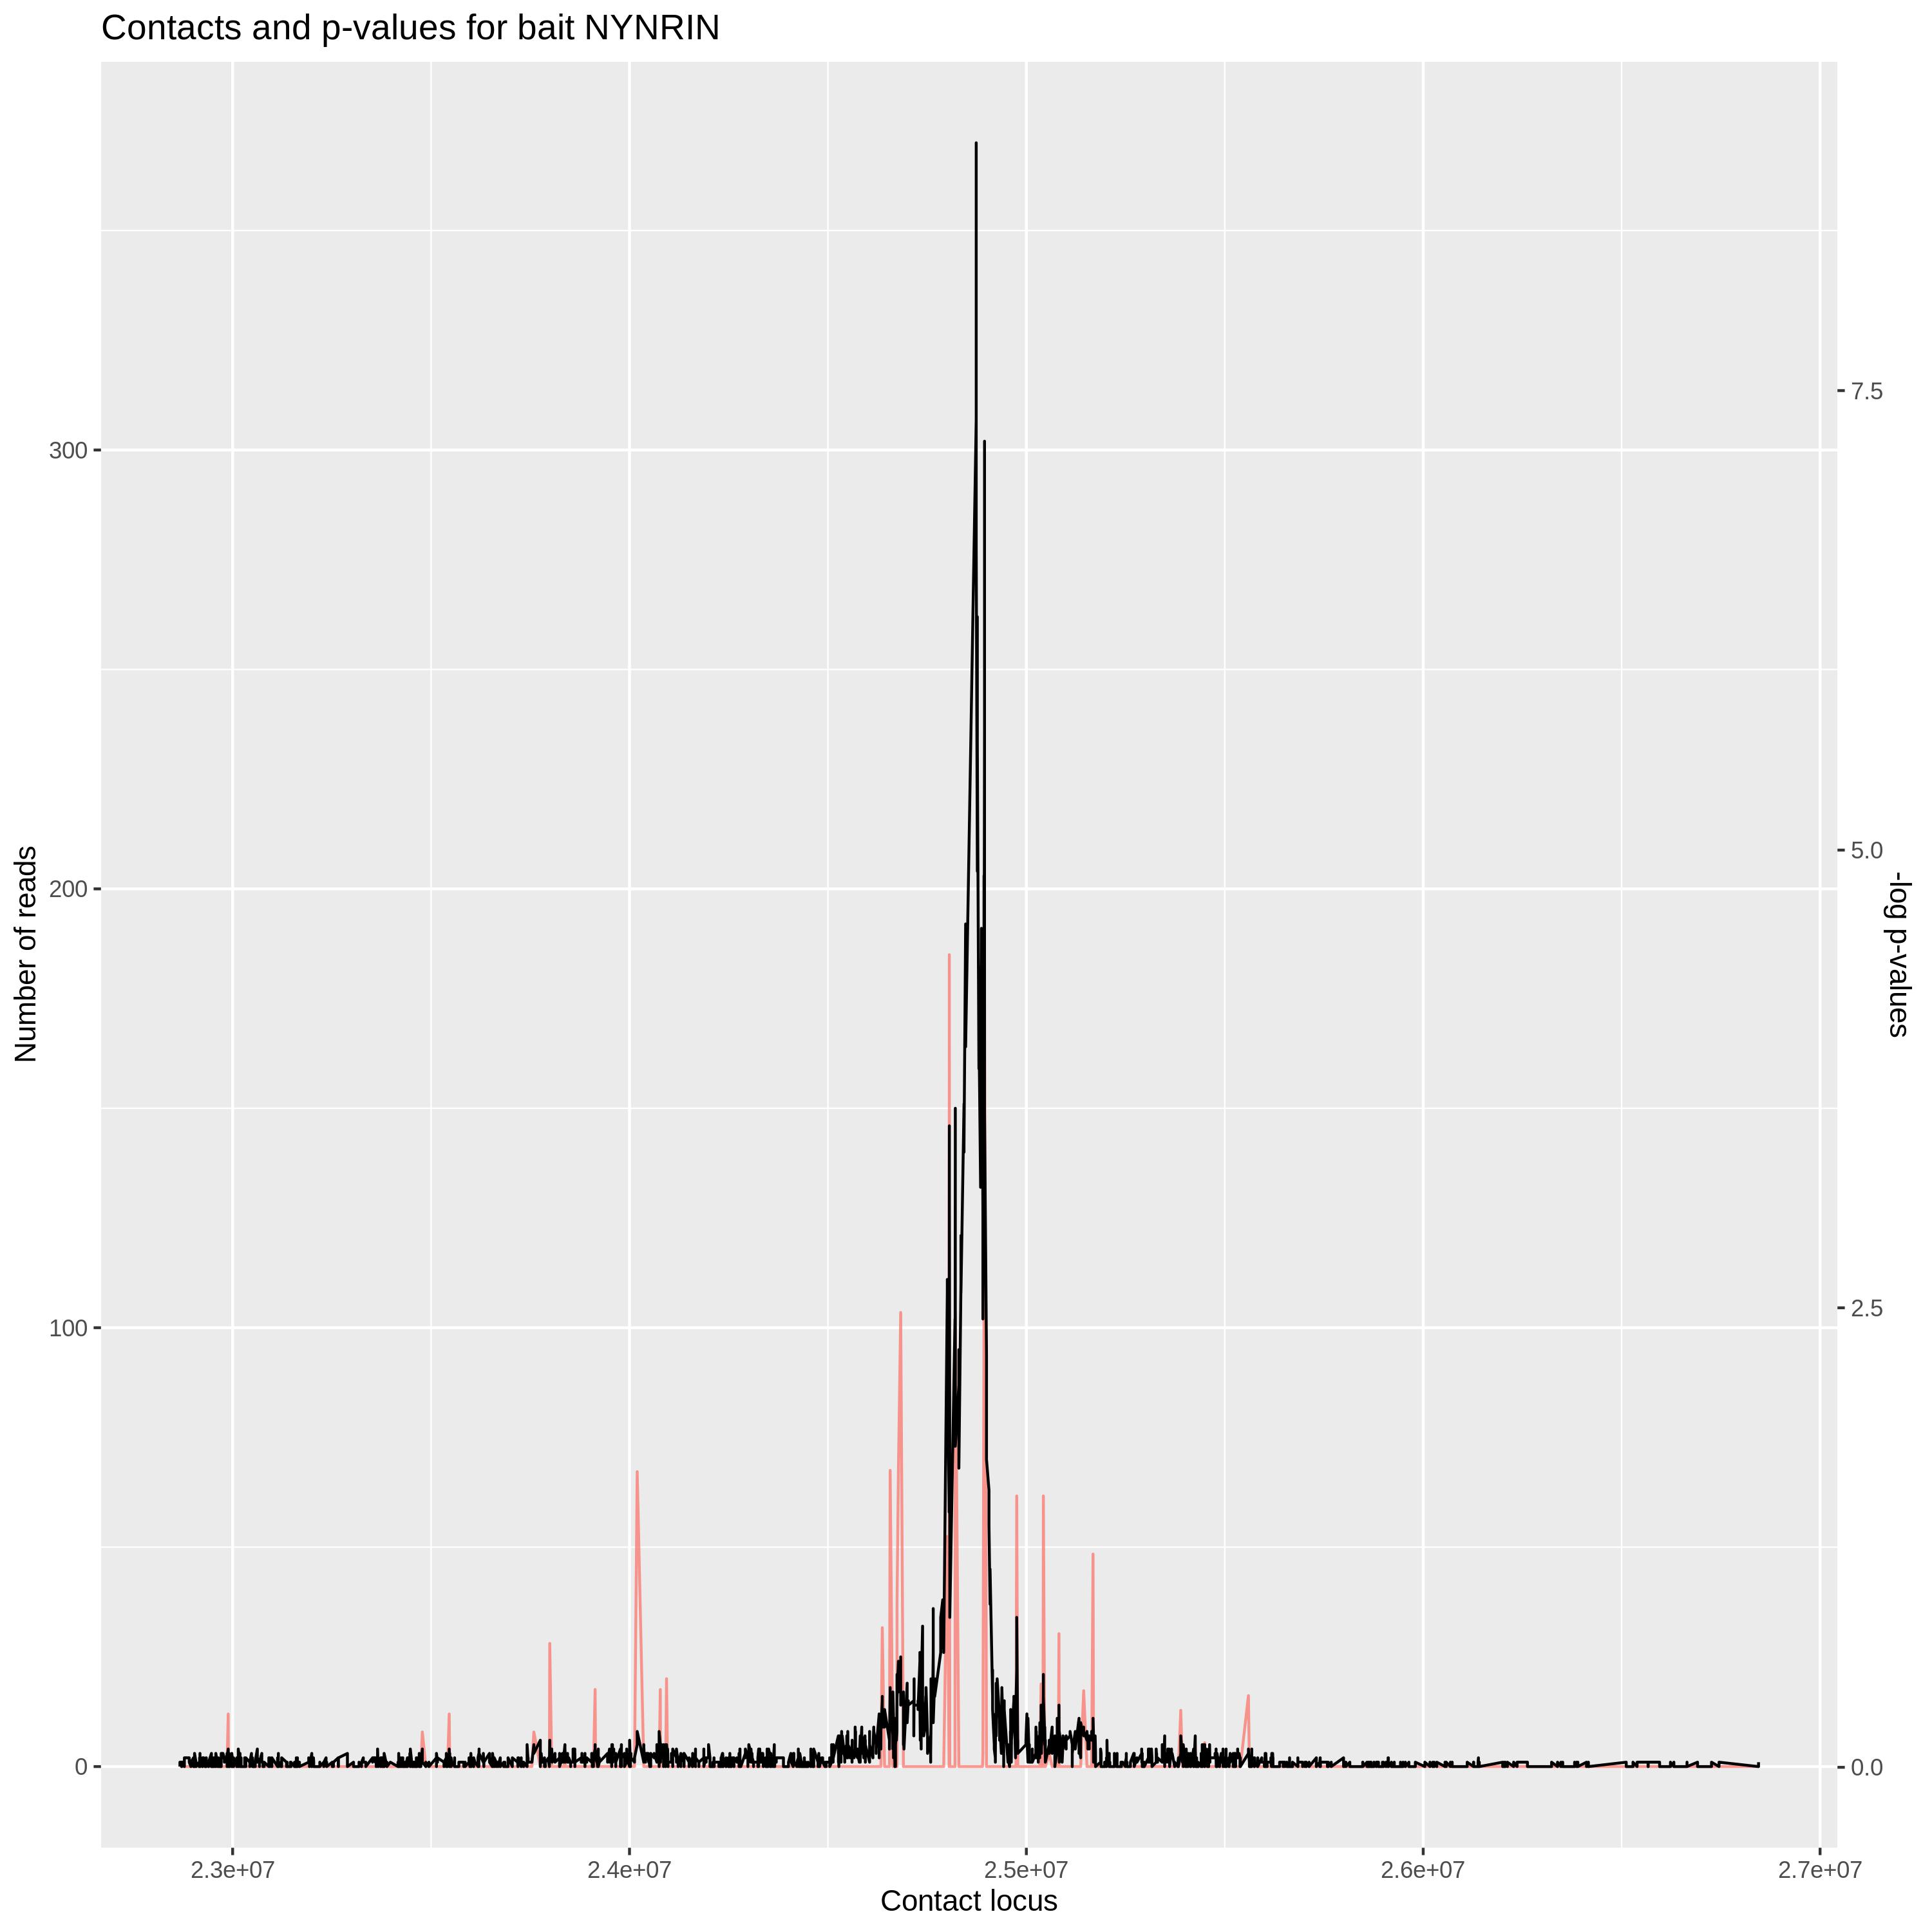 Contacts and p-values for bait NYNRIN
Number of reads
300
200
100
0
7.5
5.0
2.5
0.0
-log p-values
2.3e+07
2.4e+07
2.5e+07
2.6e+07
2.7e+07
Contact locus